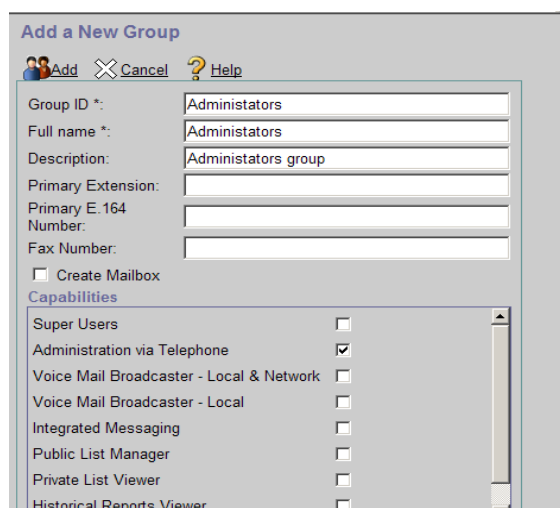 Add a New Group
Add Cancel Help
Group ID *: Administators
Full name *: Administators
Description: Administators group
Primary Extension:
Primary E.164
Number:
Fax Number:
Create Mailbox
Capabilities
Super Users
Administration via Telephone
Voice Mail Broadcaster - Local & Network
Voice Mail Broadcaster - Local
Integrated Messaging
Public List Manager
Private List Viewer
Historical Reports Viewer